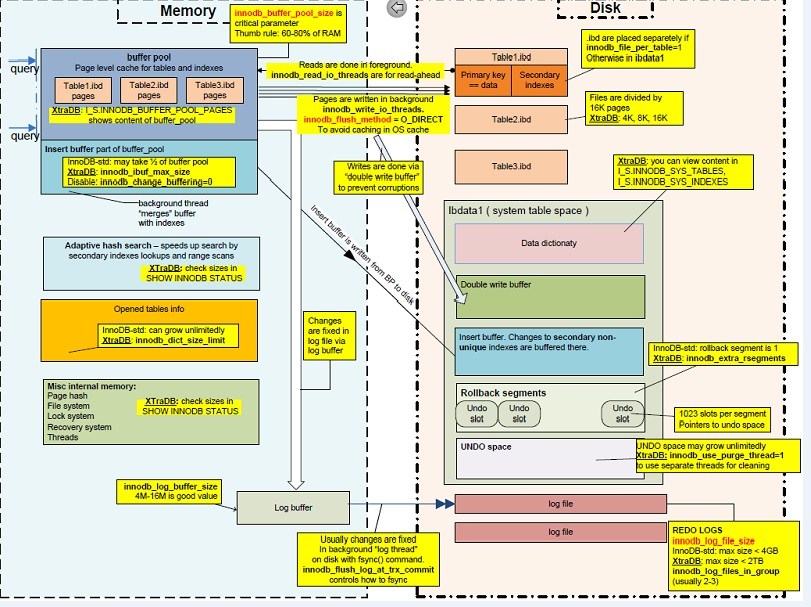 Memory
Disk
innodb_buffer_pool_size is
critical parameter
Thumb rule: 60-80% of RAM
query
query
buffer pool
Page level cache for tables and indexes
Table1.ibd
pages
Table2.ibd
pages
Table3.ibd
pages
XtraDB: I_S.INNODB_BUFFER_POOL_PAGES
shows content of buffer_pool
Insert buffer part of buffer_pool
InnoDB-std: may take ½ of buffer pool
XtraDB: innodb_ibuf_max_size
Disable: innodb_change_buffering=0
background thread
"merges" buffer
with indexes
Adaptive hash search – speeds up search by
secondary indexes lookups and range scans
XTraDB: check sizes in
SHOW INNODB STATUS
Opened tables info
InnoDB-std: can grow unlimitedly
XtraDB: innodb_dict_size_limit
Misc internal memory:
Page hash
File system
Lock system
Recovery system
Threads
XTraDB: check sizes in
SHOW INNODB STATUS
innodb_log_buffer_size
4M-16M is good value
Log buffer
Reads are done in foreground.
innodb_read_io_threads are for read-ahead
Pages are written in background
innodb_write_io_threads.
innodb_flush_method = O_DIRECT
To avoid caching in OS cache
Writes are done via
"double write buffer"
to prevent corruptions
Insert buffer is written from BP to disk
Changes
are fixed in
log file via
log buffer
Usually changes are fixed
In background "log thread"
on disk with fsync() command.
innodb_flush_log_at_trx_commit
controls how to fsync
Table1.ibd
Primary key
== data
Secondary
indexes
Table2.ibd
Table3.ibd
.ibd are placed separtely if
innodb_file_per_table=1
Otherwise in ibdata1
Files are divided by
16K pages
XtraDB: 4K, 8K, 16K
XtraDB: you can view content in
I_S.INNODB_SYS_TABLES,
I_S.INNODB_SYS_INDEXES
Ibdata1 ( system table space )
Data dictionaty
Double write buffer
Insert buffer. Changes to secondary non-
unique indexes are buffered there.
InnoDB-std: rollback segment is 1
XtraDB: innodb_extra_rsegments
Rollback segments
Undo
slot
Undo
slot
Undo
slot
1023 slots per segment
Pointers to undo space
UNDO space
UNDO space may grow unlimitedly
XtraDB: innodb_use_purge_thread=1
to use separate threads for cleaning
log file
log file
REDO LOGS
innodb_log_file_size
InnoDB-std: max size < 4GB
XtraDB: max size < 2TB
innodb_log_files_in_group
(usually 2-3)